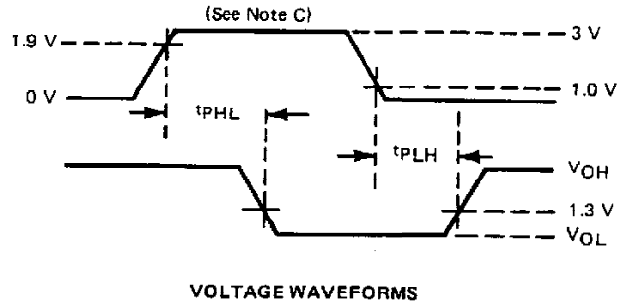 (See Note C)
1.9 V
3 V
0 V
1.0 V
tPHL
tPLH
VOH
1.3 V
VOL
VOLTAGE WAVEFORMS